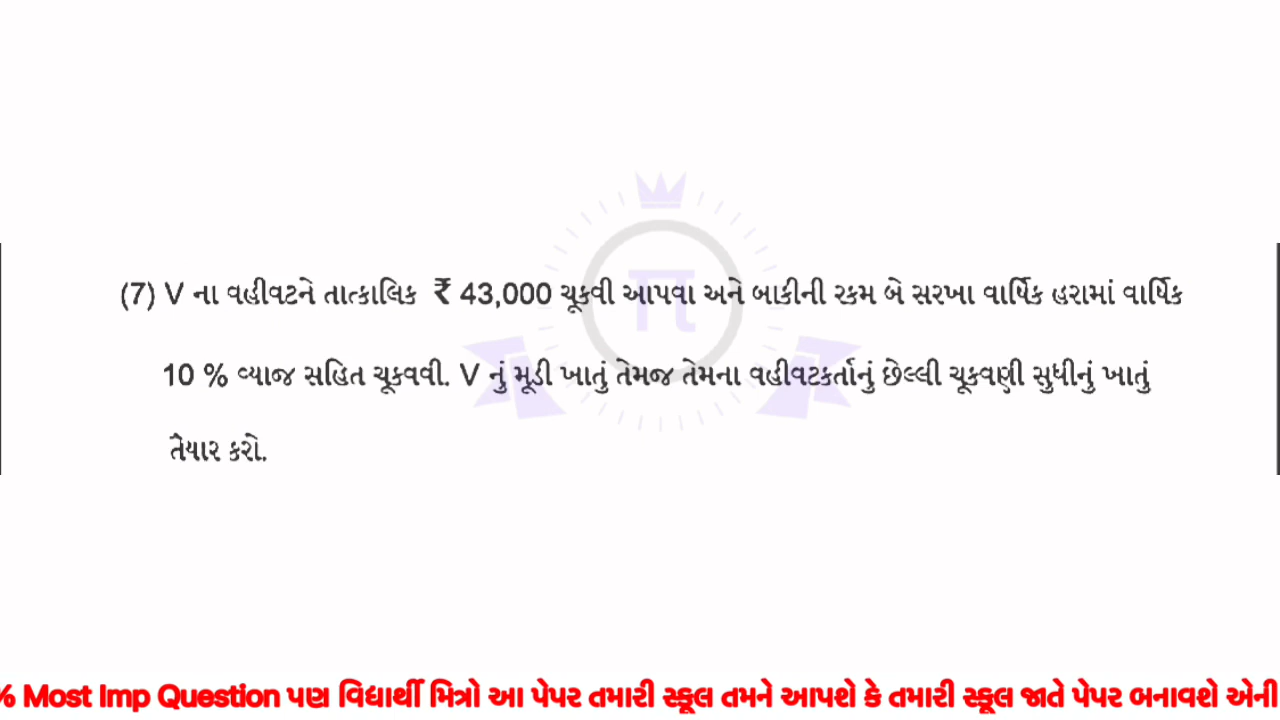 (7) V ના વહીવટને તાત્કાલિક ₹ 43,000 ચૂકવી આપવા અને બાકીની રકમ બે સરખા વાર્ષિક હપ્તામાં વાર્ષિક
10 % વ્યાજ સહિત ચૂકવવી. V નું મૂડી ખાતું તેમજ તેમના વહીવટકર્તાનું છેલ્લી ચૂકવણી સુધીનું ખાતું
તૈયાર કરો.
π
% Most Imp Question પણ વિદ્યાર્થી મિત્રો આ પેપર તમારી સ્કૂલ તમને આપશે કે તમારી સ્કૂલ જાતે પેપર બનાવશે એની